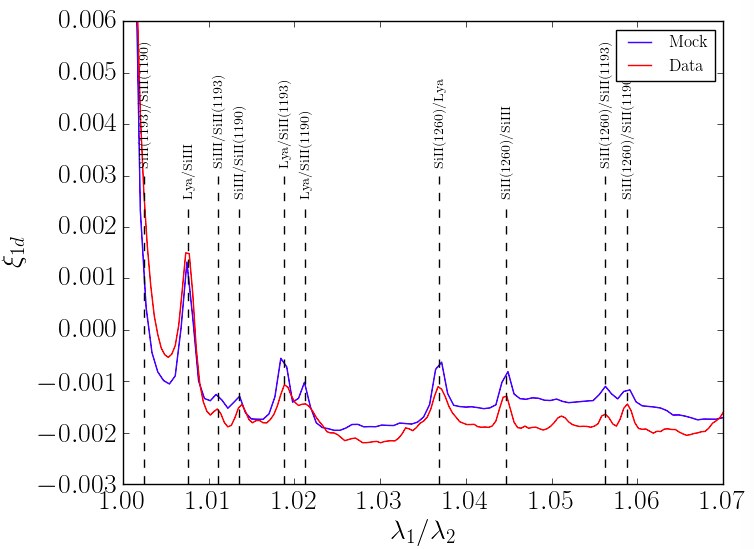 0.006
0.005
0.004
0.003
0.002
0.001
0.000
−0.001
−0.002
−0.003
ξ1d
SiII(1193)/SiII(1190)
Lya/SiIII
SiIII/SiII(1193)
SiIII/SiII(1190)
Lya/SiII(1193)
Lya/SiII(1190)
SiII(1260)/Lya
SiII(1260)/SiIII
SiII(1260)/SiII(1193)
SiII(1260)/SiII(1190
Mock
Data
1.00 1.01 1.02 1.03 1.04 1.05 1.06 1.07
λ1/λ2